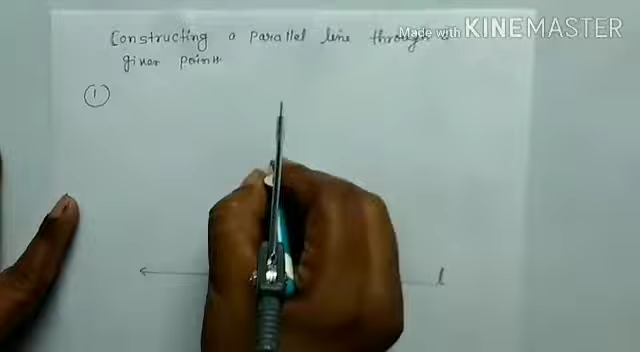 Constructing a parallel line through
given point.
1
l
Made with KINEMASTER